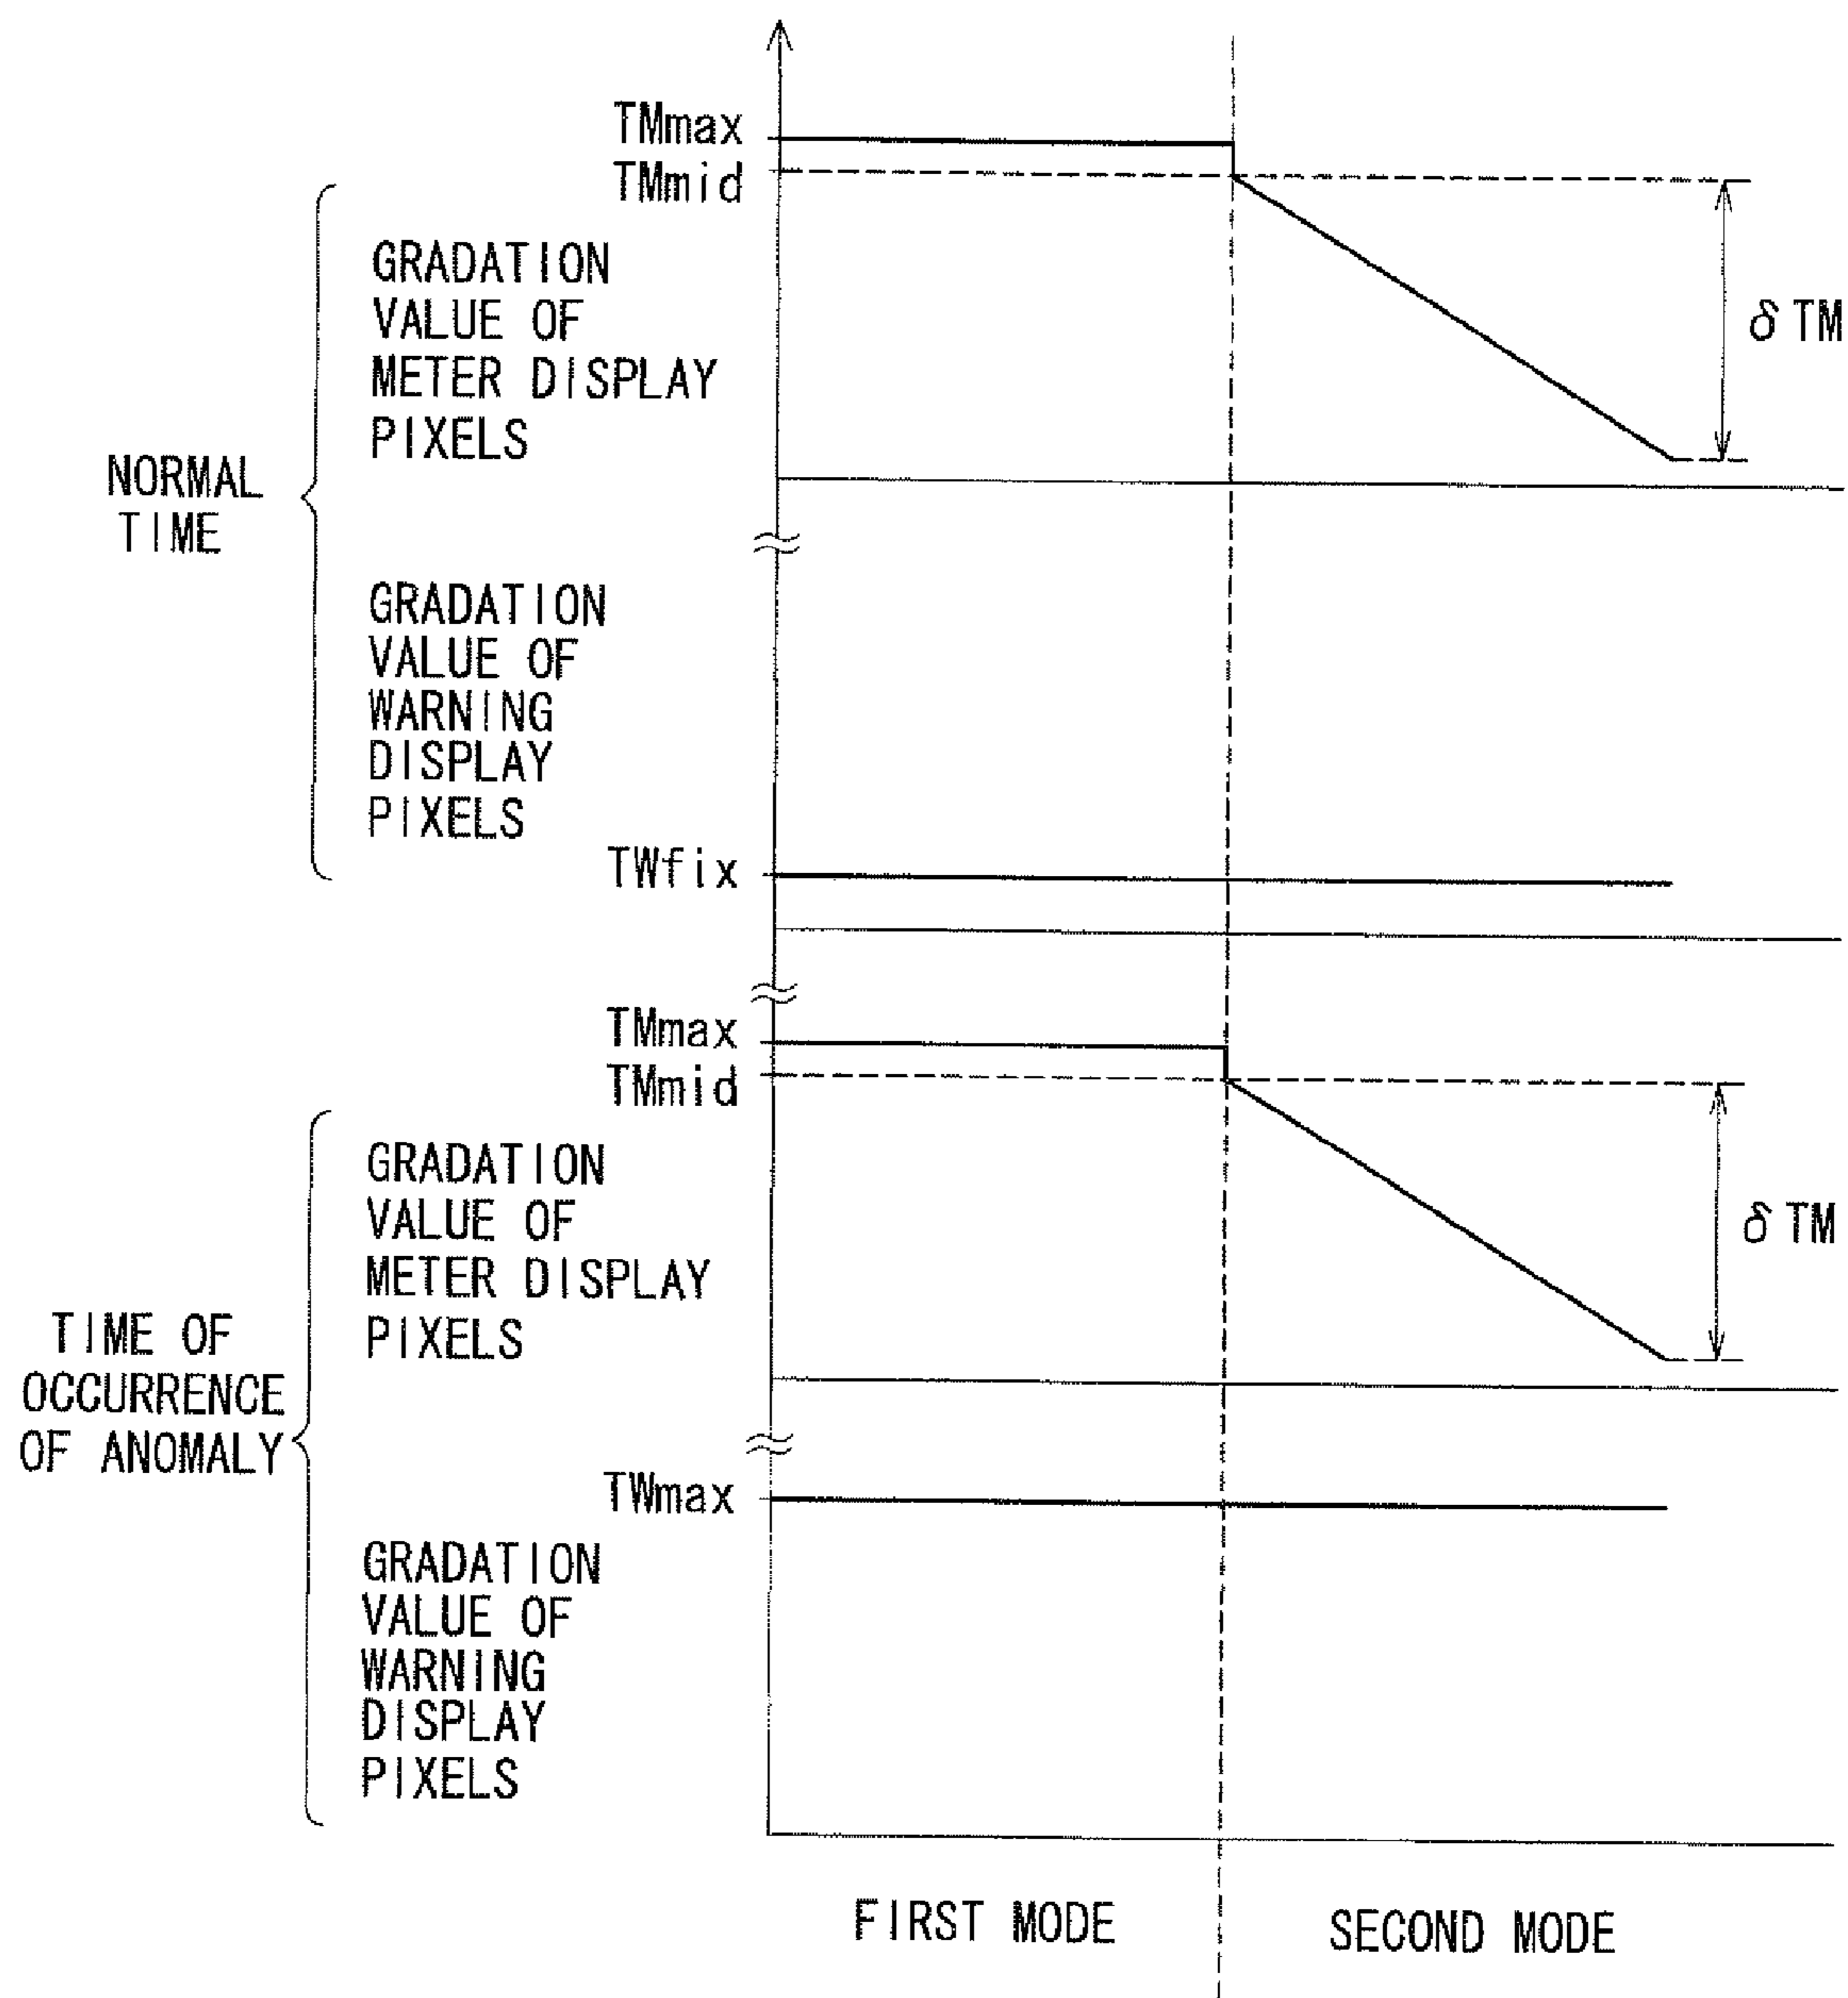 TMmax
TMmid
GRADATION
VALUE OF
METER DISPLAY
PIXELS
δTM
NORMAL
TIME
GRADATION
VALUE OF
WARNING
DISPLAY
PIXELS
TWfix
TMmax
TMmid
GRADATION
VALUE OF
METER DISPLAY
PIXELS
δTM
TIME OF
OCCURRENCE
OF ANOMALY
TWmax
GRADATION
VALUE OF
WARNING
DISPLAY
PIXELS
FIRST MODE
SECOND MODE